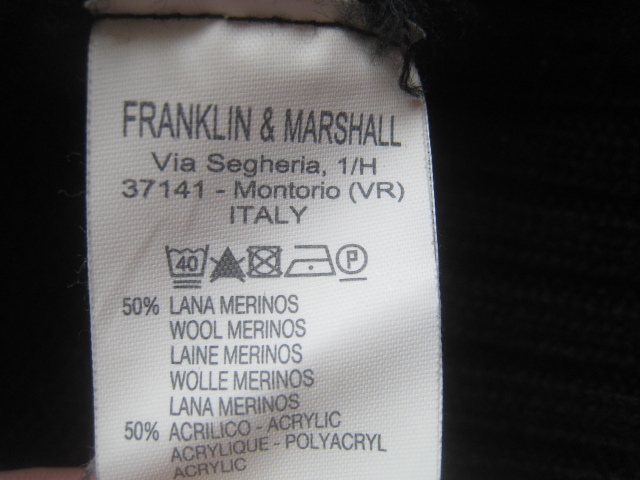 FRANKLIN & MARSHALL
Via Segheria, 1/H
37141 - Montorio (VR)
ITALY
40 P
50% LANA MERINOS
WOOL MERINOS
LAINE MERINOS
WOLLE MERINOS
LANA MERINOS
50% ACRILICO - ACRYLIC
ACRYLIQUE - POLYACRYL
ACRYLIC